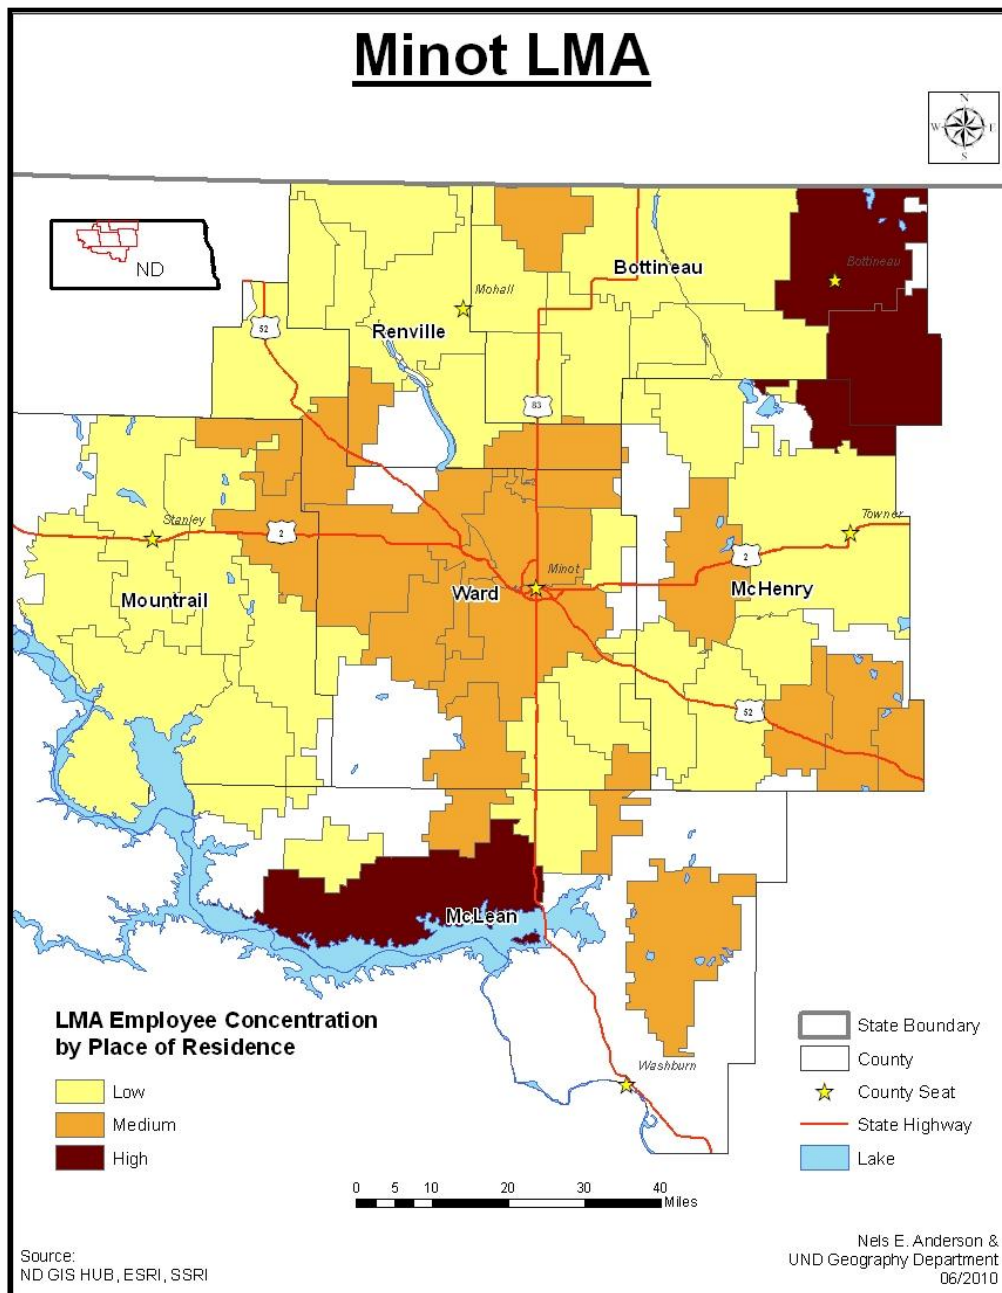 Minot LMA
N
W E
S
ND
Bottineau
Bottineau
Mohall
Renville
52
83
Stanley
2
Towner
2
Minot
Ward
McHenry
Mountrail
52
McLean
Washburn
LMA Employee Concentration
by Place of Residence
Low
Medium
High
State Boundary
County
County Seat
State Highway
Lake
0 5 10 20 30 40
Miles
Source:
ND GIS HUB, ESRI, SSRI
Nels E. Anderson &
UND Geography Department
06/2010